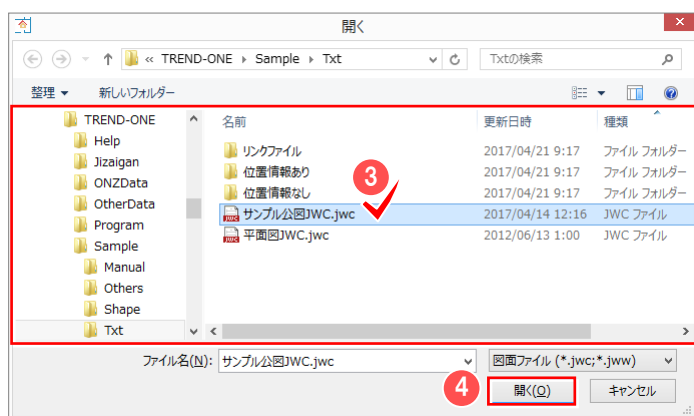 開く
« TREND-ONE › Sample › Txt
Txtの検索
整理 ▼ 新しいフォルダー
TREND-ONE
Help
Jizaigan
ONZData
OtherData
Program
Sample
Manual
Others
Shape
Txt
名前 更新日時 種類
リンクファイル 2017/04/21 9:17 ファイル フォルダー
位置情報あり 2017/04/21 9:17 ファイル フォルダー
位置情報なし 2017/04/21 9:17 ファイル フォルダー
サンプル公図JWC.jwc 2017/04/14 12:16 JWC ファイル
平面図JWC.jwc 2012/06/13 1:00 JWC ファイル
3
ファイル名(N): サンプル公図JWC.jwc 図面ファイル (*.jwc;*.jww)
4 開く(O) キャンセル